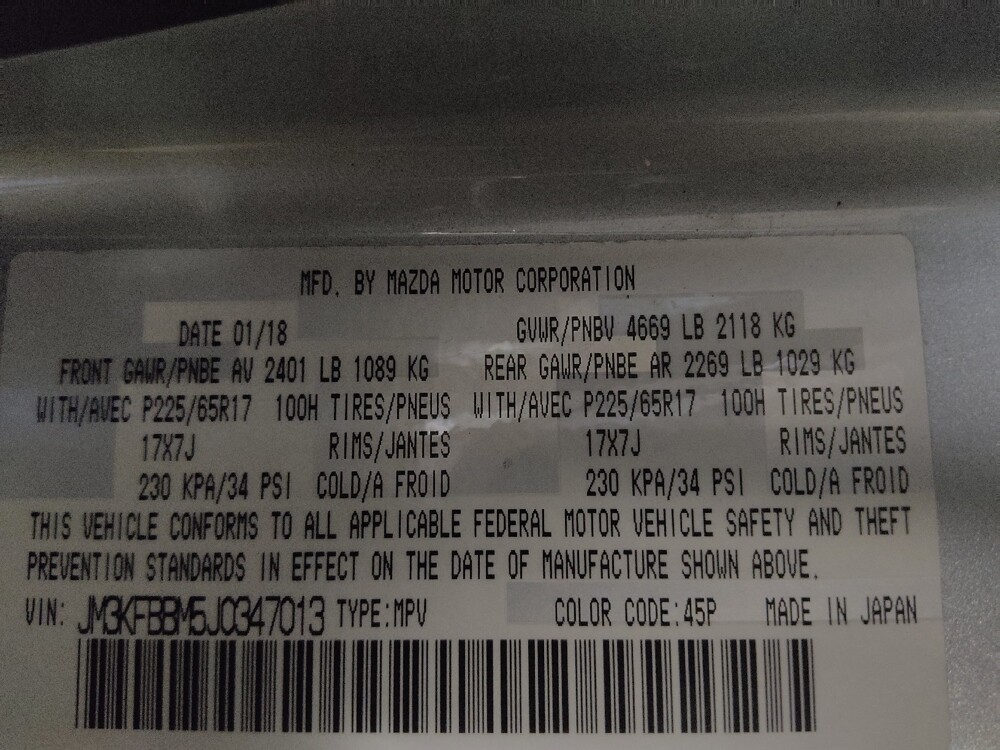 MFD. BY MAZDA MOTOR CORPORATION
DATE 01/18 GVWR/PNBV 4669 LB 2118 KG
FRONT GAWR/PNBE AV 2401 LB 1089 KG REAR GAWR/PNBE AR 2269 LB 1029 KG
WITH/AVEC P225/65R17 100H TIRES/PNEUS WITH/AVEC P225/65R17 100H TIRES/PNEUS
17X7J RIMS/JANTES 17X7J RIMS/JANTES
230 KPA/34 PSI COLD/A FROID 230 KPA/34 PSI COLD/A FROID
THIS VEHICLE CONFORMS TO ALL APPLICABLE FEDERAL MOTOR VEHICLE SAFETY AND THEFT
PREVENTION STANDARDS IN EFFECT ON THE DATE OF MANUFACTURE SHOWN ABOVE.
VIN: JM3KFBBM5J0347013 TYPE:MPV COLOR CODE:45P MADE IN JAPAN